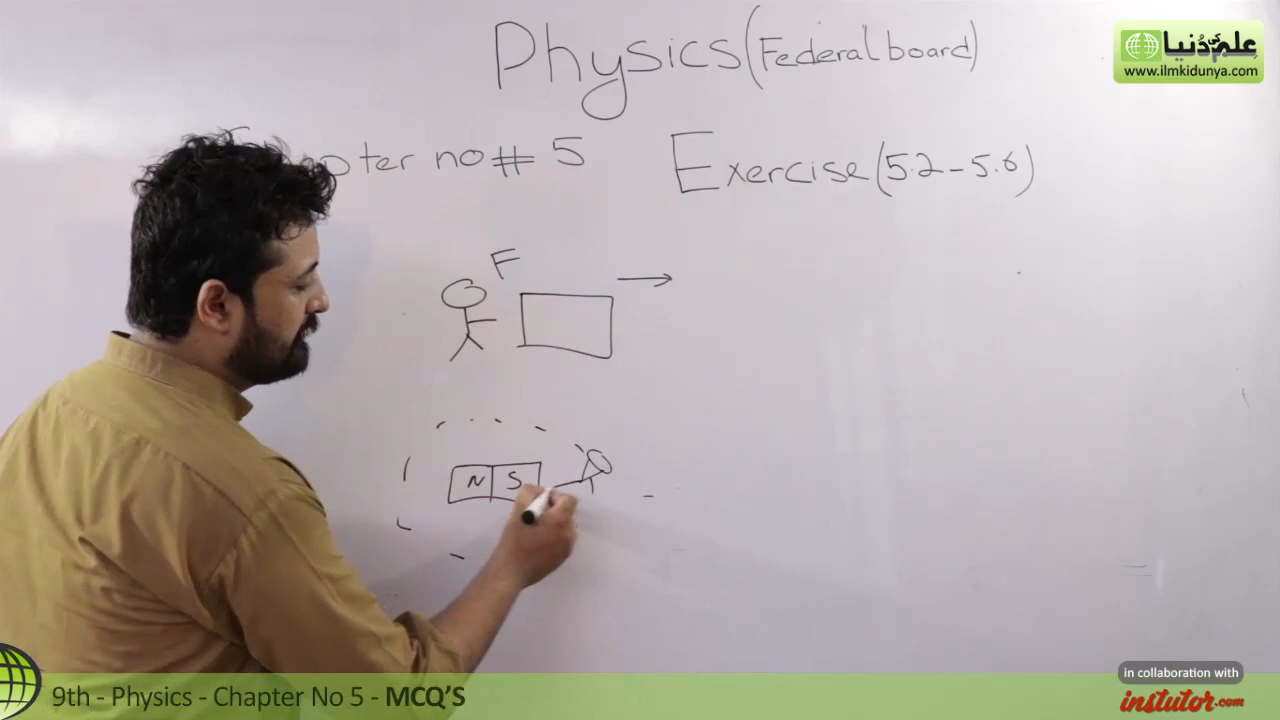 Physics (Federal board)
علم کی دنیا
www.ilmkidunya.com
no # 5
Exercise (5.2 – 5.6)
F
N S
in collaboration with
instutor.com
9th - Physics - Chapter No 5 - MCQ'S